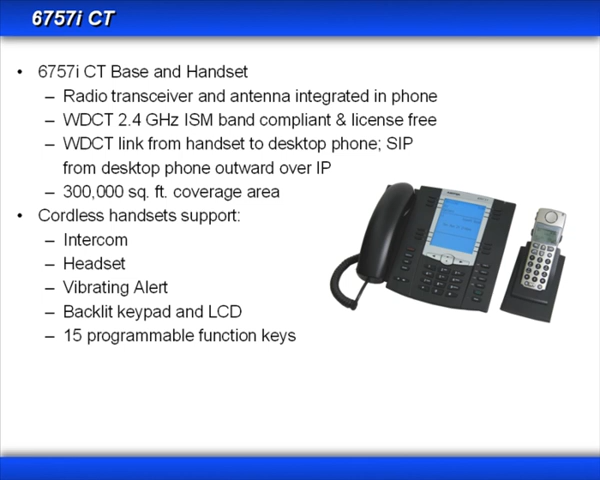 6757i CT
• 6757i CT Base and Handset
– Radio transceiver and antenna integrated in phone
– WDCT 2.4 GHz ISM band compliant & license free
– WDCT link from handset to desktop phone; SIP
from desktop phone outward over IP
– 300,000 sq. ft. coverage area
• Cordless handsets support:
– Intercom
– Headset
– Vibrating Alert
– Backlit keypad and LCD
– 15 programmable function keys